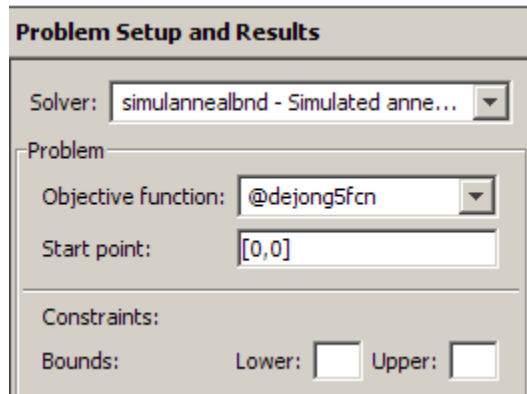 Problem Setup and Results
Solver: simulannealbnd - Simulated anne...
Problem
Objective function: @dejong5fcn
Start point: [0,0]
Constraints:
Bounds: Lower: Upper: